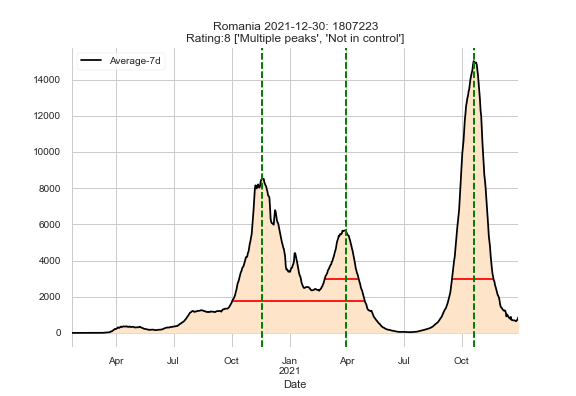 Romania 2021-12-30: 1807223
Rating:8 ['Multiple peaks', 'Not in control']
Average-7d
14000
12000
10000
8000
6000
4000
2000
0
Apr Jul Oct Jan Apr Jul Oct
2021
Date